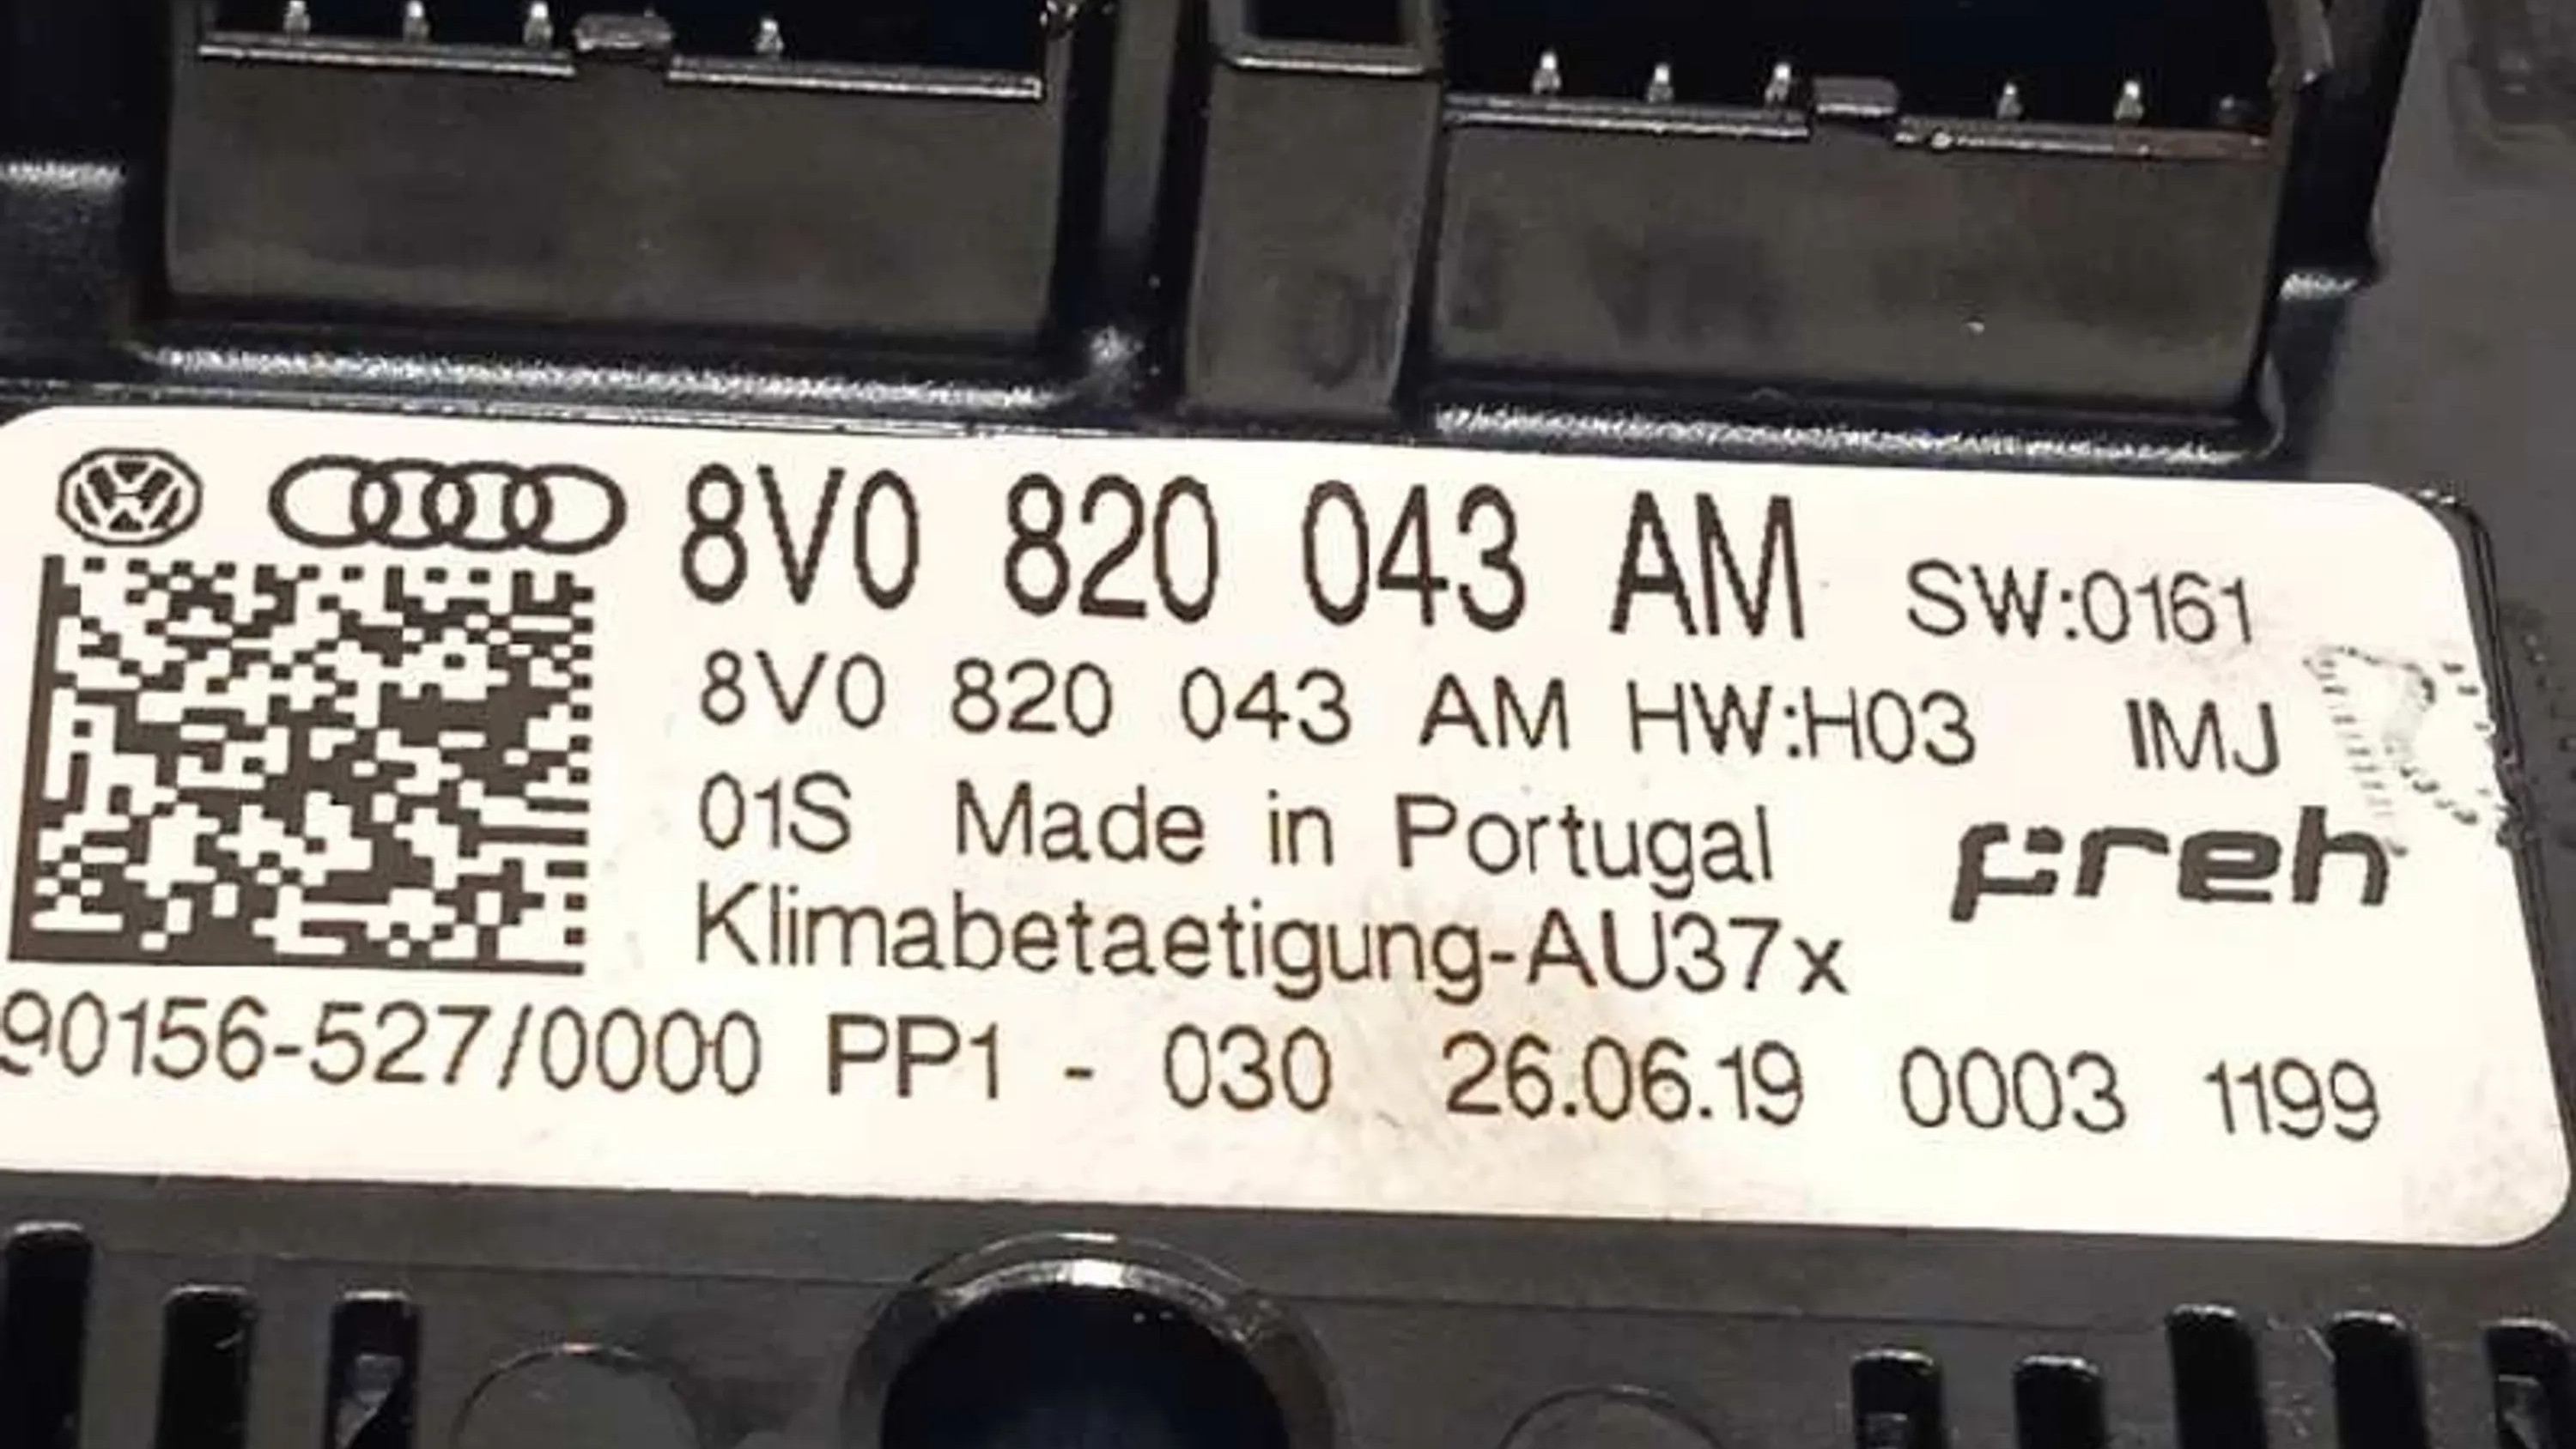 8V0 820 043 AM SW:0161
8V0 820 043 AM HW:H03 IMJ
01S Made in Portugal preh
Klimabetaetigung-AU37x
90156-527/0000 PP1 - 030 26.06.19 0003 1199